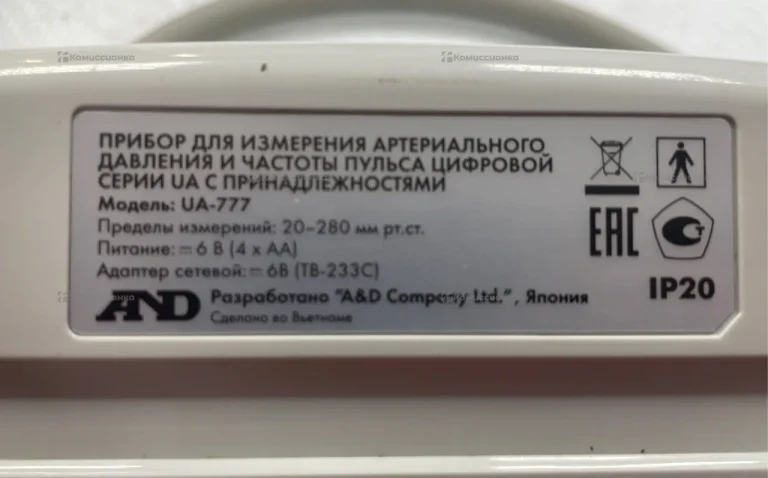 Комиссионка
Комиссионка
ПРИБОР ДЛЯ ИЗМЕРЕНИЯ АРТЕРИАЛЬНОГО
ДАВЛЕНИЯ И ЧАСТОТЫ ПУЛЬСА ЦИФРОВОЙ
СЕРИИ UA С ПРИНАДЛЕЖНОСТЯМИ
Модель: UA-777
Пределы измерений: 20–280 мм рт.ст.
Питание: ⎓ 6 В (4 x АА)
Адаптер сетевой: ⎓ 6В (TB-233C)
EAC
IP20
AND Разработано "A&D Company Ltd.", Япония
Сделано во Вьетнаме